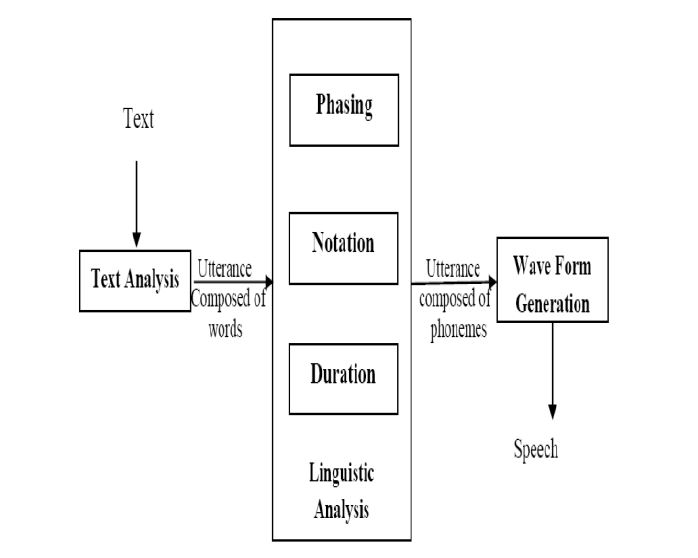 Text
Text Analysis
Utterance
Composed of
words
Phasing
Notation
Duration
Linguistic
Analysis
Utterance
composed of
phonemes
Wave Form
Generation
Speech